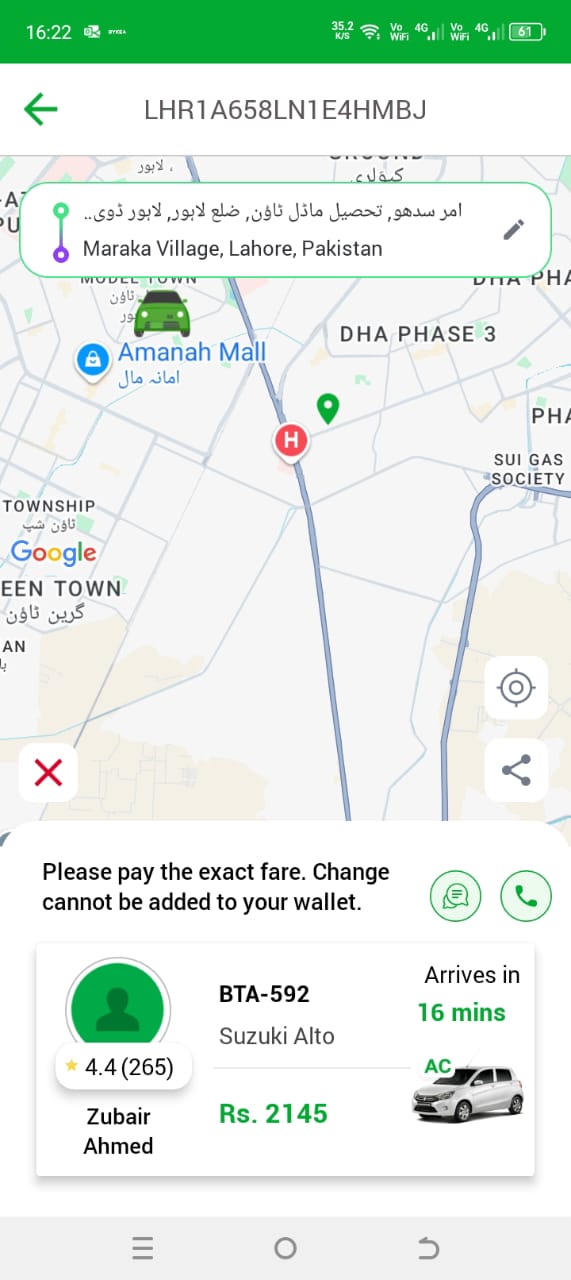 16:22
BYKEA
35.2 K/S
Vo WiFi 4G
Vo WiFi 4G
61
LHR1A658LN1E4HMBJ
لاہور ،
GROUND
کیولری
امر سدھو, تحصیل ماڈل ٹاؤن, ضلع لاہور, لاہور ڈوی..
Maraka Village, Lahore, Pakistan
MODEL TOWN
ٹاؤن
DHA PHA
DHA PHASE 3
Amanah Mall
امانہ مال
H
PHA
SUI GAS
SOCIETY
TOWNSHIP
ٹاؤن شپ
Google
EEN TOWN
گرین ٹاؤن
AN
Please pay the exact fare. Change
cannot be added to your wallet.
BTA-592
Suzuki Alto
Arrives in
16 mins
4.4 (265)
AC
Zubair
Ahmed
Rs. 2145